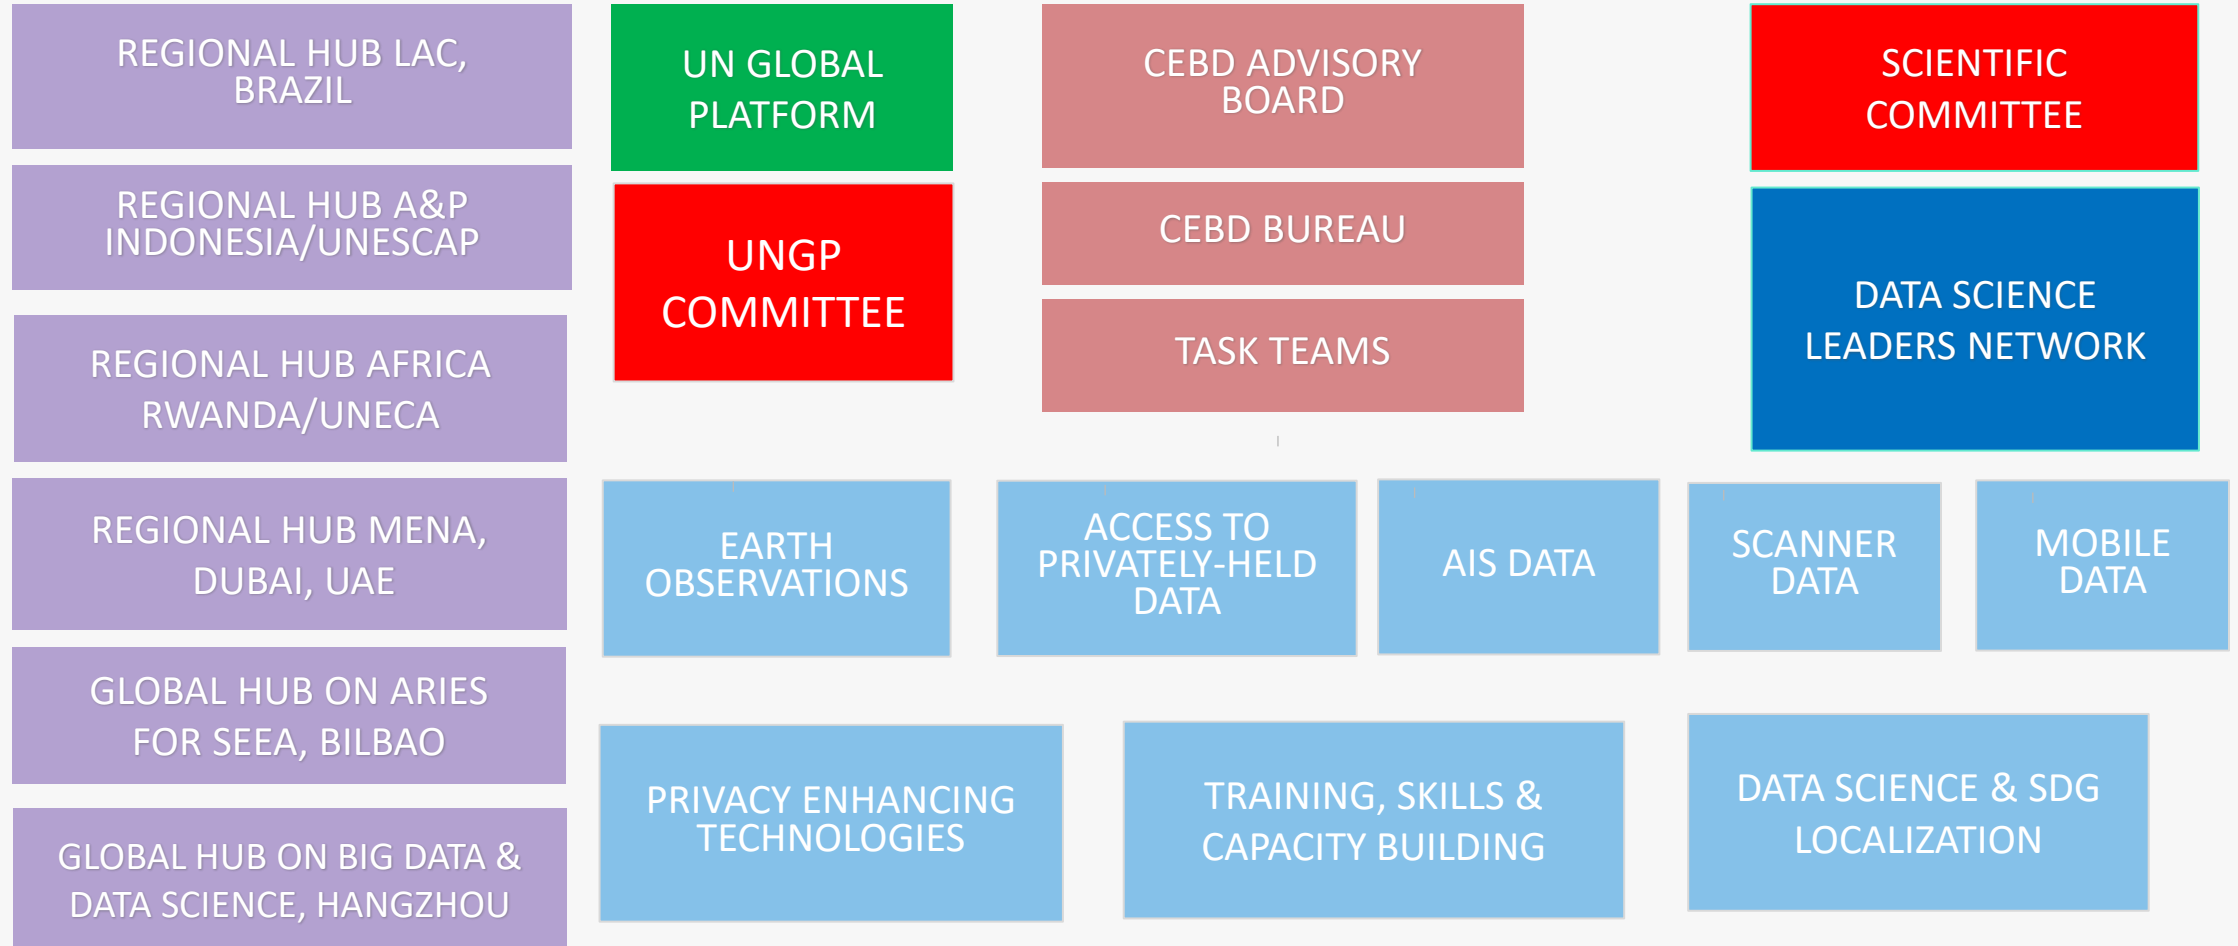 REGIONAL HUB LAC,
BRAZIL
REGIONAL HUB A&P
INDONESIA/UNESCAP
REGIONAL HUB AFRICA
RWANDA/UNECA
REGIONAL HUB MENA,
DUBAI, UAE
GLOBAL HUB ON ARIES
FOR SEEA, BILBAO
GLOBAL HUB ON BIG DATA &
DATA SCIENCE, HANGZHOU
UN GLOBAL
PLATFORM
UNGP
COMMITTEE
CEBD ADVISORY
BOARD
CEBD BUREAU
TASK TEAMS
SCIENTIFIC
COMMITTEE
DATA SCIENCE
LEADERS NETWORK
EARTH
OBSERVATIONS
ACCESS TO
PRIVATELY-HELD
DATA
AIS DATA
SCANNER
DATA
MOBILE
DATA
PRIVACY ENHANCING
TECHNOLOGIES
TRAINING, SKILLS &
CAPACITY BUILDING
DATA SCIENCE & SDG
LOCALIZATION